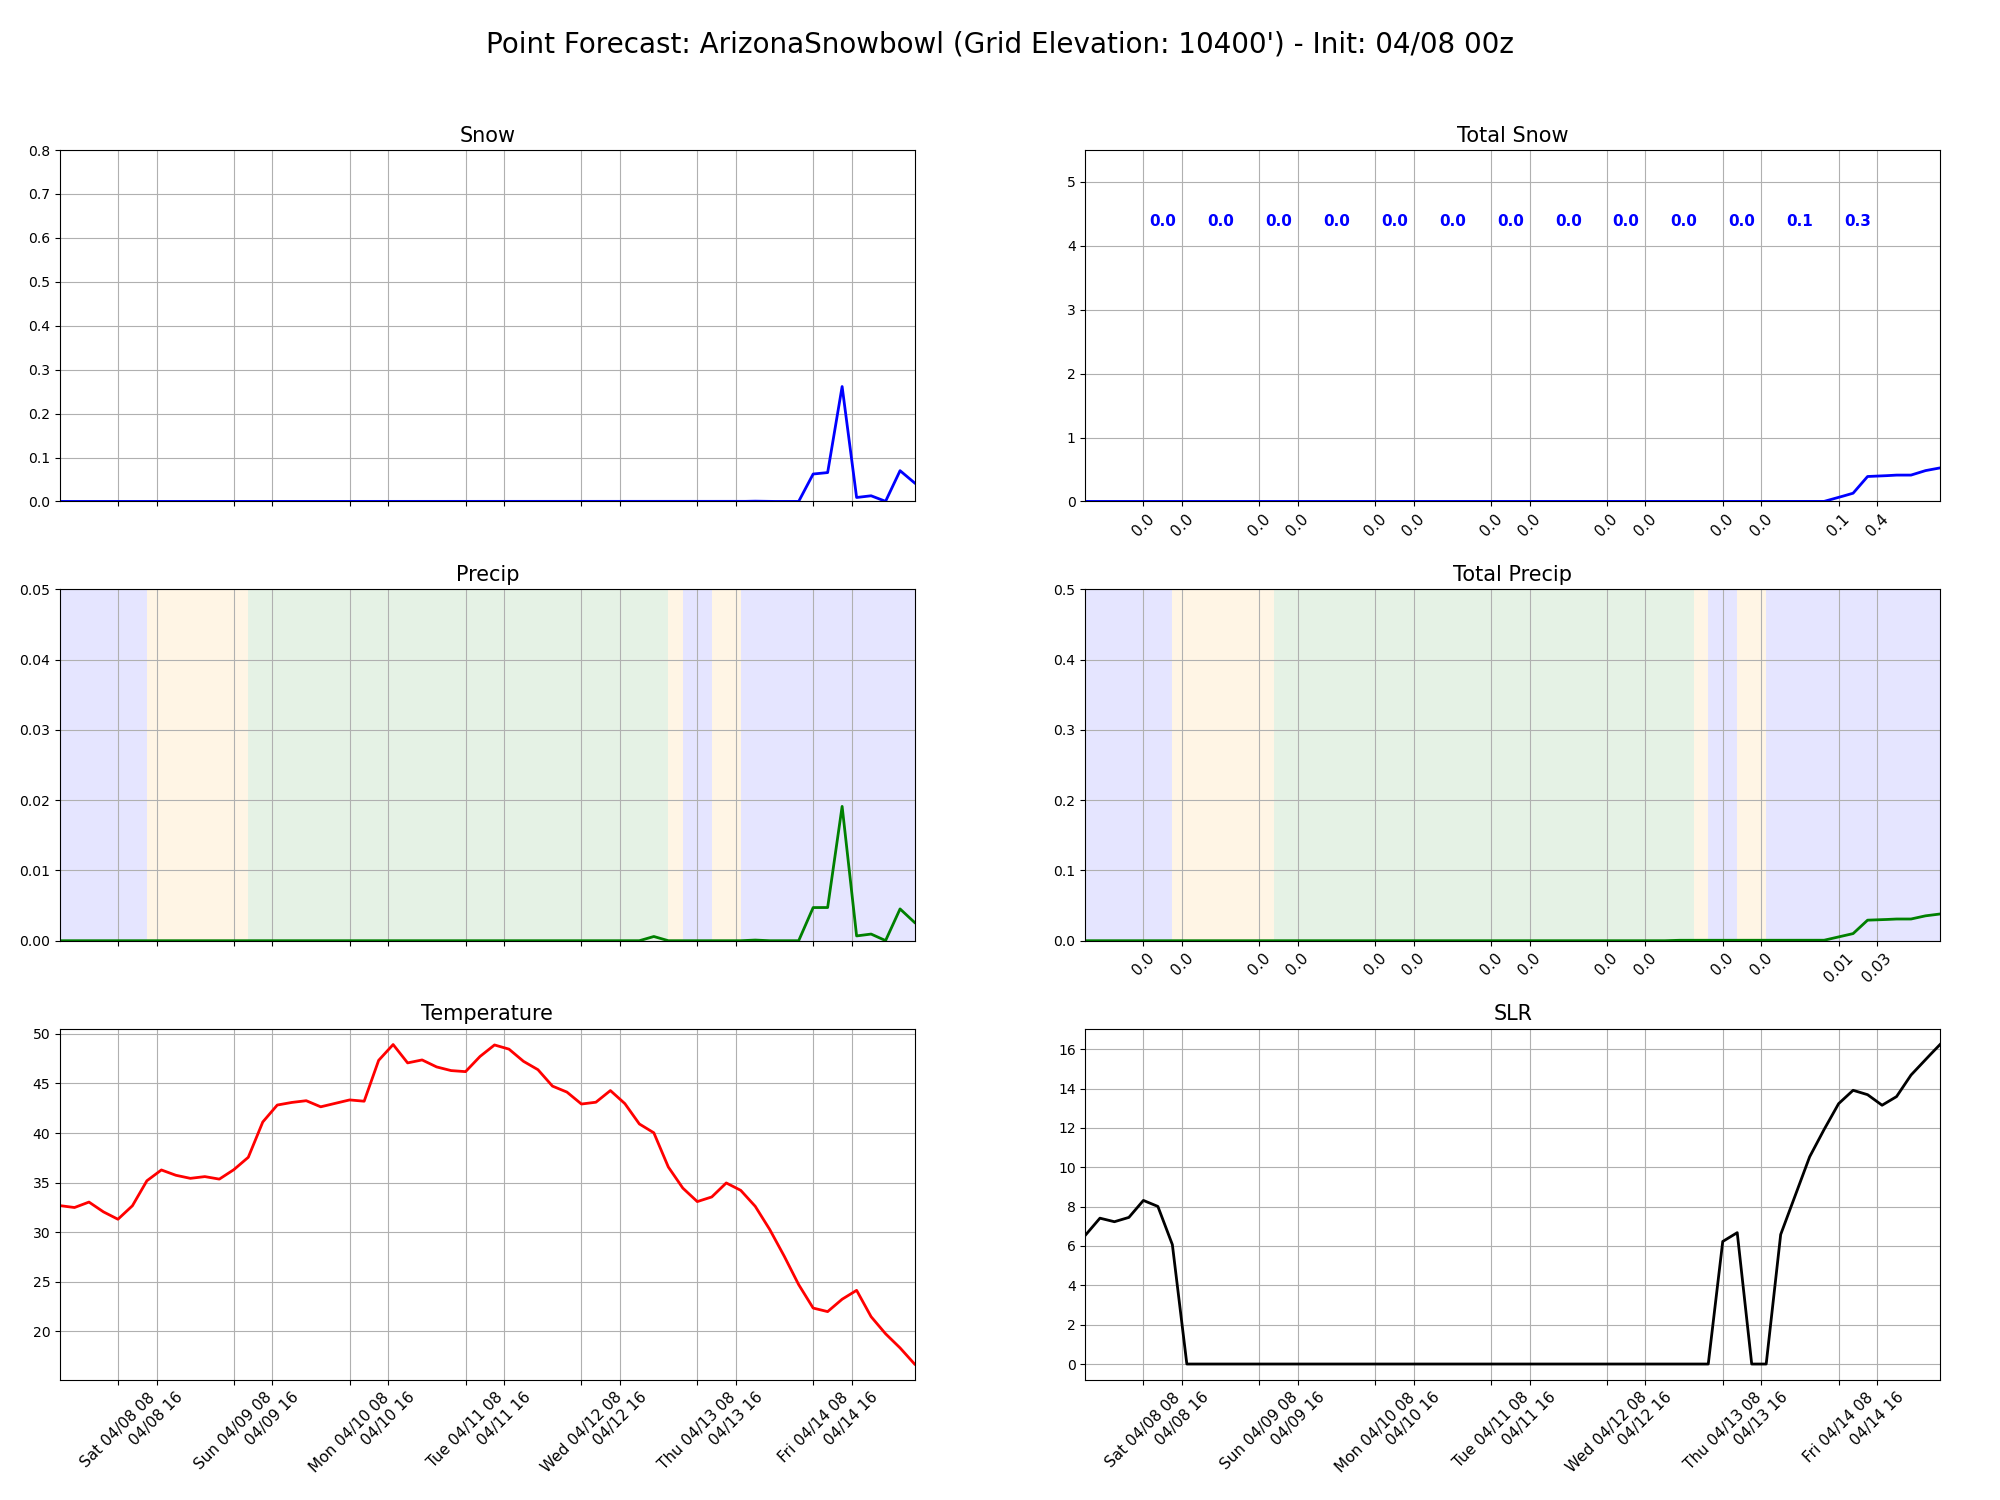 Point Forecast: ArizonaSnowbowl (Grid Elevation: 10400') - Init: 04/08 00z
Snow
0.8
0.7
0.6
0.5
0.4
0.3
0.2
0.1
0.0
Total Snow
5
4
3
2
1
0
0.0 0.0 0.0 0.0 0.0 0.0 0.0 0.0 0.0 0.0 0.0 0.1 0.3
0.0 0.0 0.0 0.0 0.0 0.0 0.0 0.0 0.0 0.0 0.0 0.0 0.1 0.4
Precip
0.05
0.04
0.03
0.02
0.01
0.00
Total Precip
0.5
0.4
0.3
0.2
0.1
0.0
0.0 0.0 0.0 0.0 0.0 0.0 0.0 0.0 0.0 0.0 0.0 0.0 0.01 0.03
Temperature
50
45
40
35
30
25
20
Sat 04/08 08
04/08 16
Sun 04/09 08
04/09 16
Mon 04/10 08
04/10 16
Tue 04/11 08
04/11 16
Wed 04/12 08
04/12 16
Thu 04/13 08
04/13 16
Fri 04/14 08
04/14 16
SLR
16
14
12
10
8
6
4
2
0
Sat 04/08 08
04/08 16
Sun 04/09 08
04/09 16
Mon 04/10 08
04/10 16
Tue 04/11 08
04/11 16
Wed 04/12 08
04/12 16
Thu 04/13 08
04/13 16
Fri 04/14 08
04/14 16